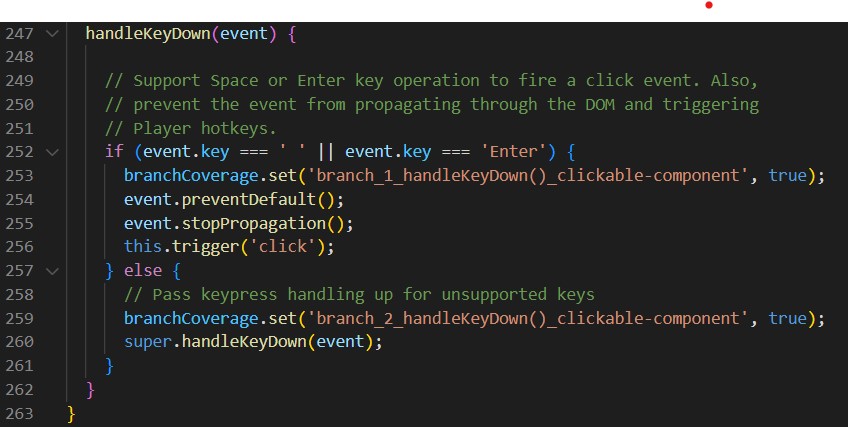 247 handleKeyDown(event) {
248
249 // Support Space or Enter key operation to fire a click event. Also,
250 // prevent the event from propagating through the DOM and triggering
251 // Player hotkeys.
252 if (event.key === ' ' || event.key === 'Enter') {
253 branchCoverage.set('branch_1_handleKeyDown()_clickable-component', true);
254 event.preventDefault();
255 event.stopPropagation();
256 this.trigger('click');
257 } else {
258 // Pass keypress handling up for unsupported keys
259 branchCoverage.set('branch_2_handleKeyDown()_clickable-component', true);
260 super.handleKeyDown(event);
261 }
262 }
263 }